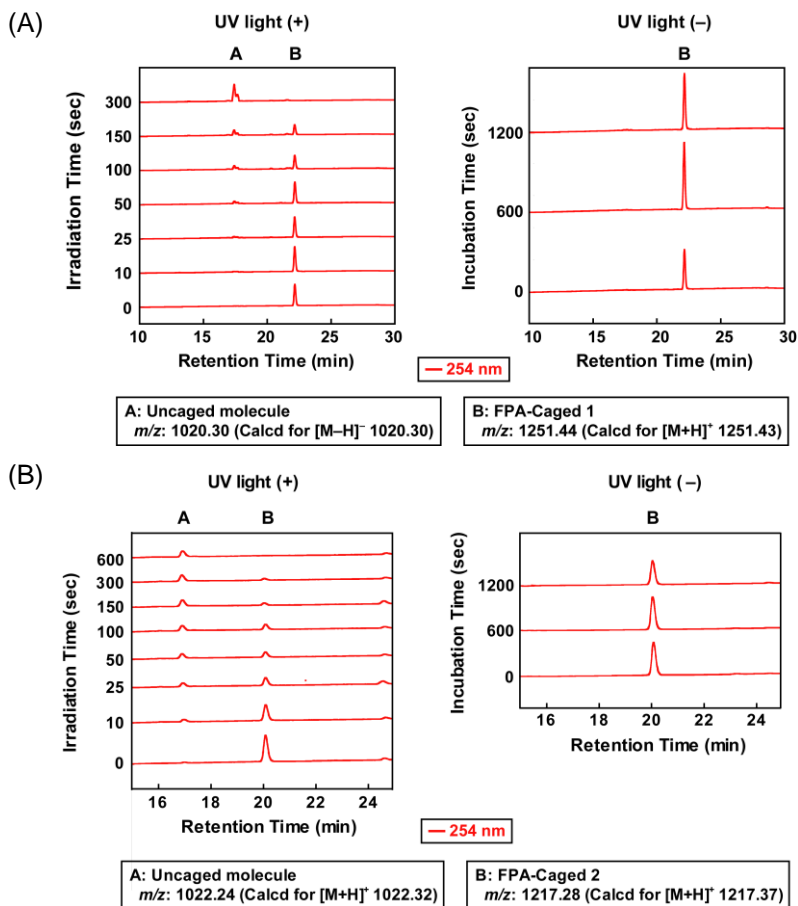 (A)
UV light (+)
UV light (–)
A B
B
Irradiation Time (sec)
300
150
100
50
25
10
0
10 15 20 25 30
Retention Time (min)
Incubation Time (sec)
1200
600
0
10 15 20 25 30
Retention Time (min)
254 nm
A: Uncaged molecule
m/z: 1020.30 (Calcd for [M–H]⁻ 1020.30)
B: FPA-Caged 1
m/z: 1251.44 (Calcd for [M+H]⁺ 1251.43)
(B)
UV light (+)
UV light (–)
A B
B
Irradiation Time (sec)
600
300
150
100
50
25
10
0
16 18 20 22 24
Retention Time (min)
Incubation Time (sec)
1200
600
0
16 18 20 22 24
Retention Time (min)
254 nm
A: Uncaged molecule
m/z: 1022.24 (Calcd for [M+H]⁺ 1022.32)
B: FPA-Caged 2
m/z: 1217.28 (Calcd for [M+H]⁺ 1217.37)